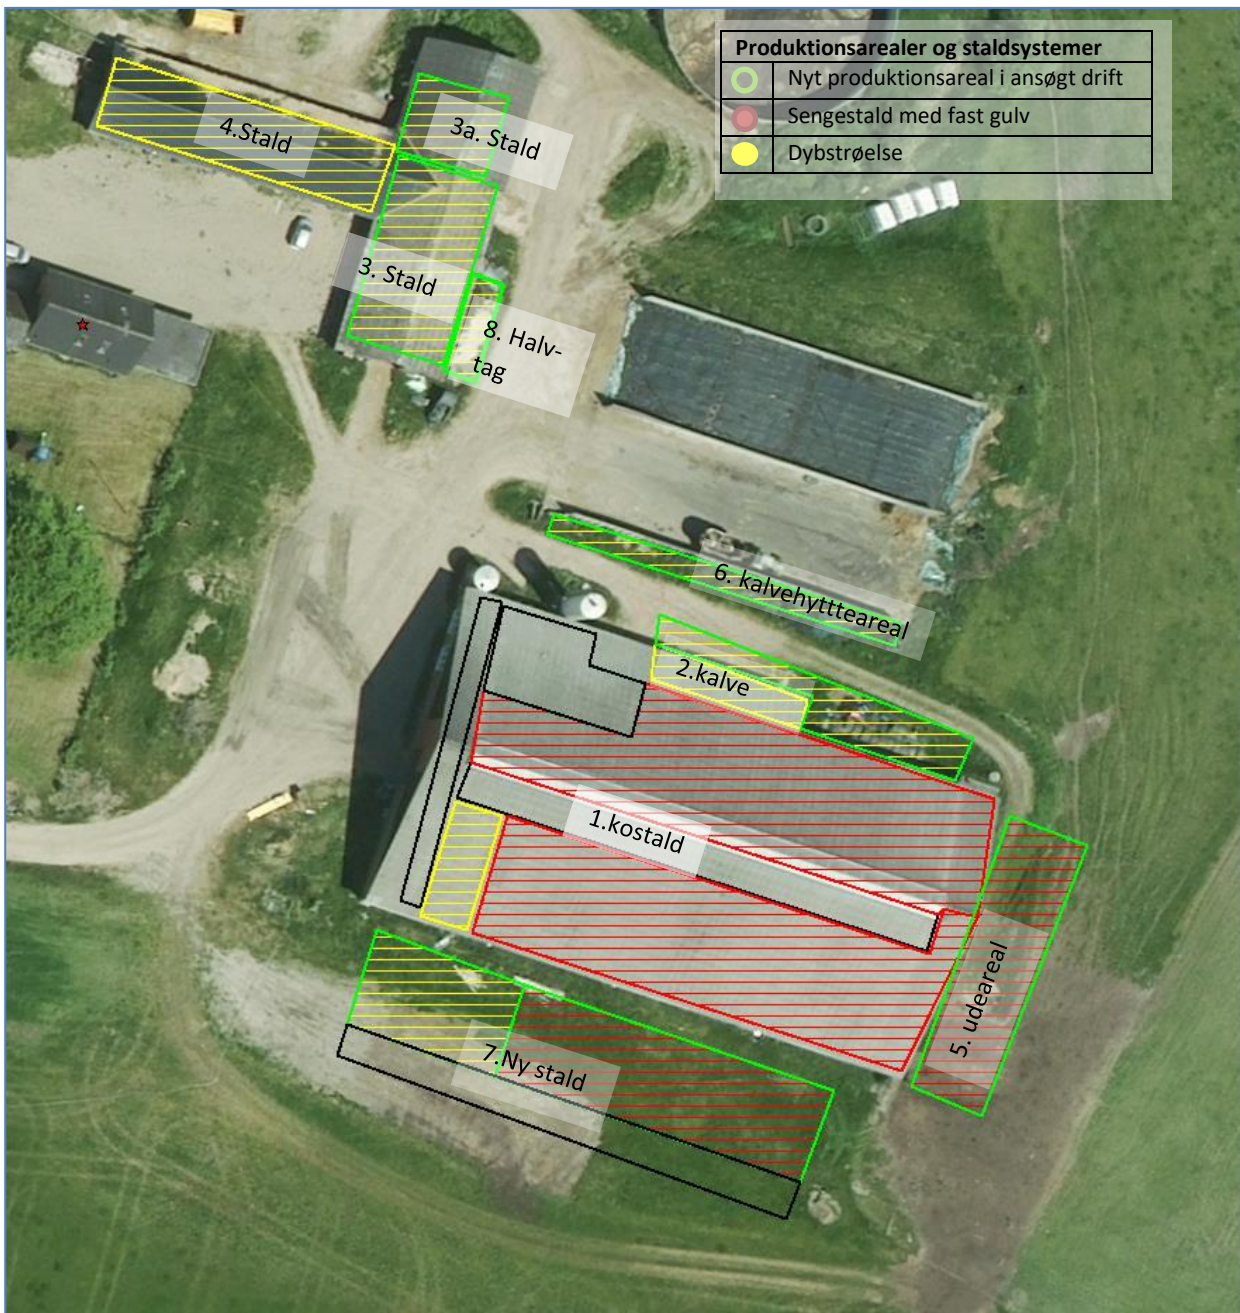 Produktionsarealer og staldsystemer
Nyt produktionsareal i ansøgt drift
Sengestald med fast gulv
Dybstrøelse
4.Stald
3a. Stald
3. Stald
8. Halv-
tag
6. kalvehyttteareal
2.kalve
1.kostald
5. udeareal
7.Ny stald